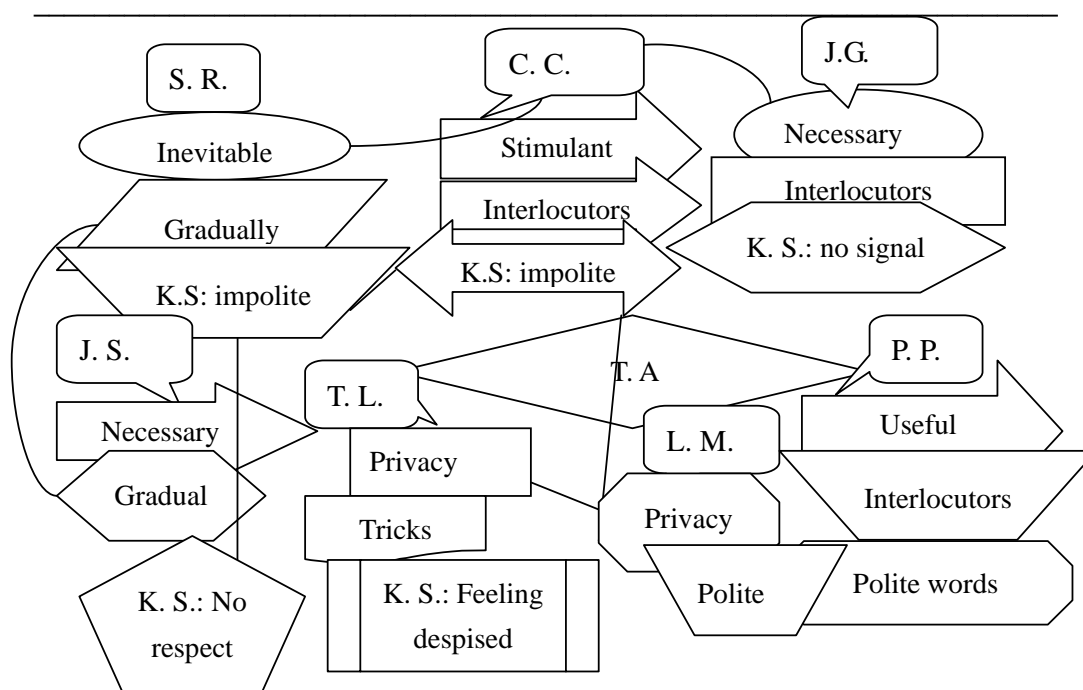 S. R.
Inevitable
Gradually
K.S: impolite
C. C.
Stimulant
Interlocutors
K.S: impolite
J.G.
Necessary
Interlocutors
K. S.: no signal
J. S.
Necessary
Gradual
K. S.: No
respect
T. L.
Privacy
Tricks
K. S.: Feeling
despised
T. A
L. M.
Privacy
Polite
P. P.
Useful
Interlocutors
Polite words